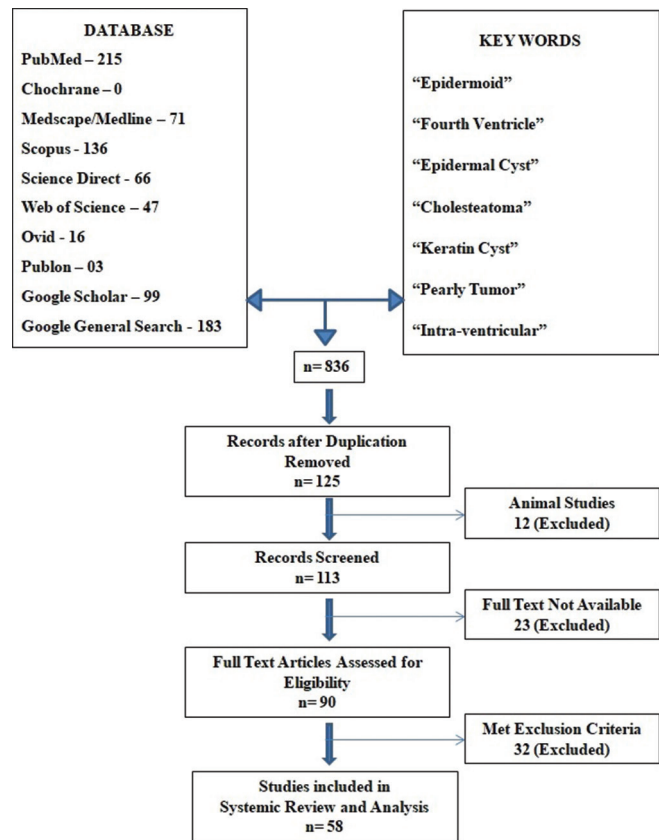 DATABASE
PubMed – 215
Chochrane – 0
Medscape/Medline – 71
Scopus - 136
Science Direct - 66
Web of Science – 47
Ovid - 16
Publon – 03
Google Scholar – 99
Google General Search - 183
KEY WORDS
“Epidermoid”
“Fourth Ventricle”
“Epidermal Cyst”
“Cholesteatoma”
“Keratin Cyst”
“Pearly Tumor”
“Intra-ventricular”
n= 836
Records after Duplication
Removed
n= 125
Animal Studies
12 (Excluded)
Records Screened
n= 113
Full Text Not Available
23 (Excluded)
Full Text Articles Assessed for
Eligibility
n= 90
Met Exclusion Criteria
32 (Excluded)
Studies included in
Systemic Review and Analysis
n= 58